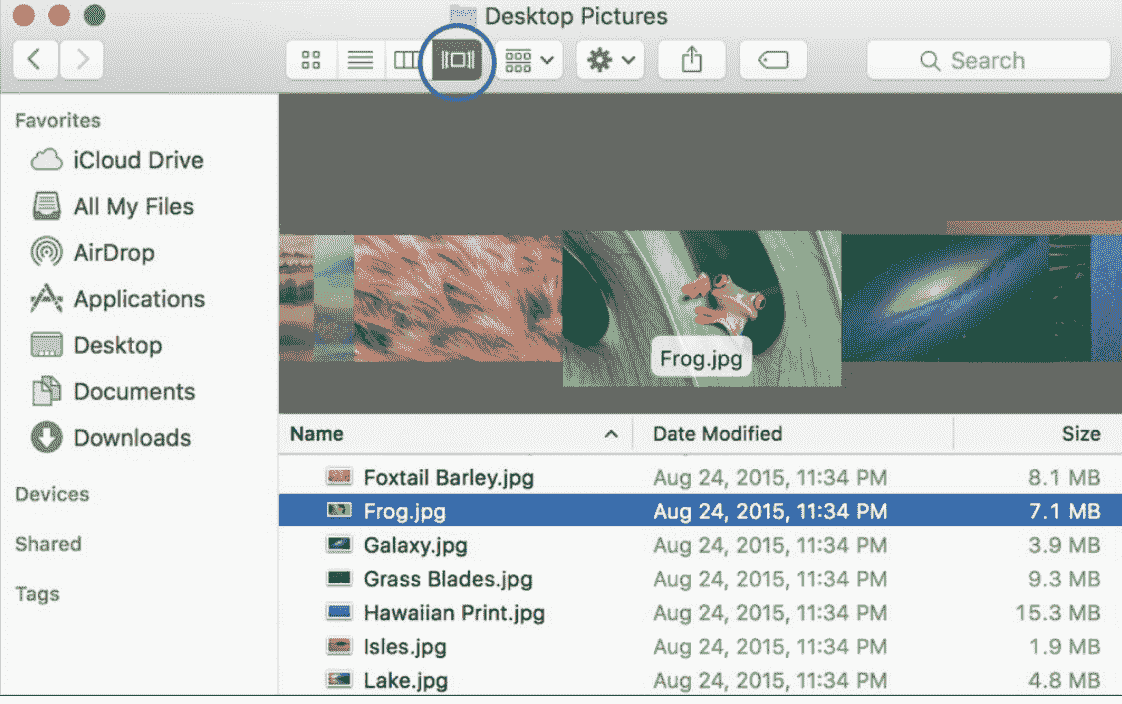 Desktop Pictures
Search
Favorites
iCloud Drive
All My Files
AirDrop
Applications
Desktop
Documents
Downloads
Devices
Shared
Tags
Frog.jpg
Name Date Modified Size
Foxtail Barley.jpg Aug 24, 2015, 11:34 PM 8.1 MB
Frog.jpg Aug 24, 2015, 11:34 PM 7.1 MB
Galaxy.jpg Aug 24, 2015, 11:34 PM 3.9 MB
Grass Blades.jpg Aug 24, 2015, 11:34 PM 9.3 MB
Hawaiian Print.jpg Aug 24, 2015, 11:34 PM 15.3 MB
Isles.jpg Aug 24, 2015, 11:34 PM 1.9 MB
Lake.jpg Aug 24, 2015, 11:34 PM 4.8 MB